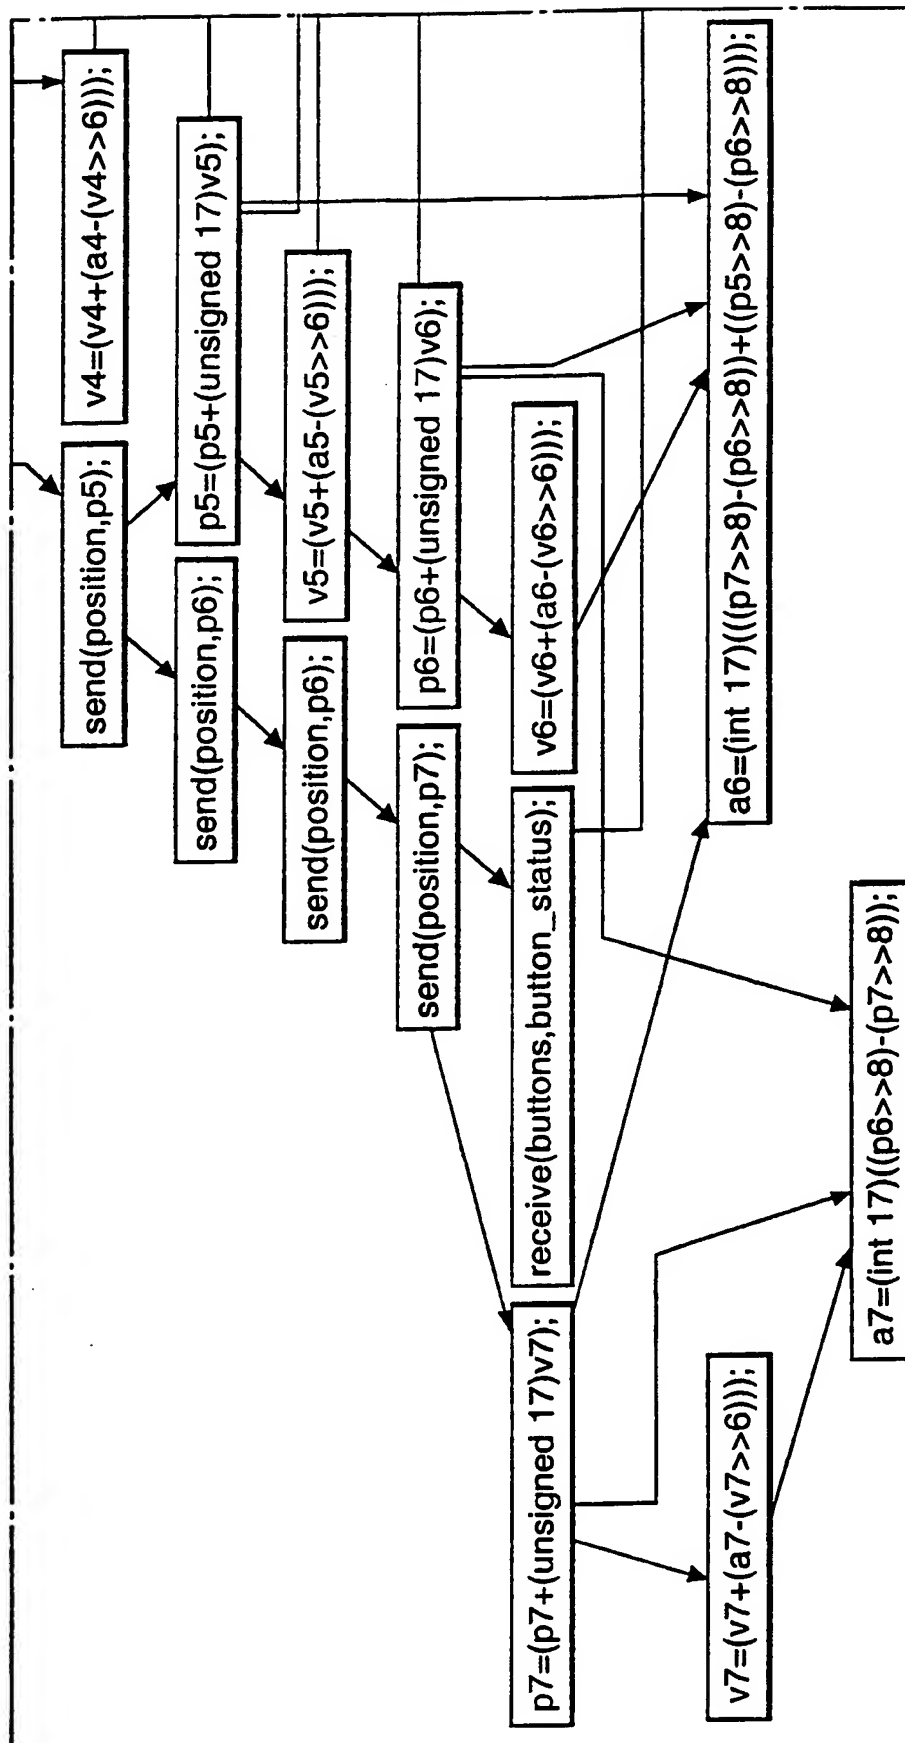 v4=(v4+(a4-(v4>>6)));
send(position,p5);
p5=(p5+(unsigned 17)v5);
send(position,p6);
v5=(v5+(a5-(v5>>6)));
send(position,p6);
p6=(p6+(unsigned 17)v6);
send(position,p7);
v6=(v6+(a6-(v6>>6)));
receive(buttons,button_status);
p7=(p7+(unsigned 17)v7);
a6=(int 17)(((p7>>8)-(p6>>8))+((p5>>8)-(p6>>8)));
v7=(v7+(a7-(v7>>6)));
a7=(int 17)((p6>>8)-(p7>>8));